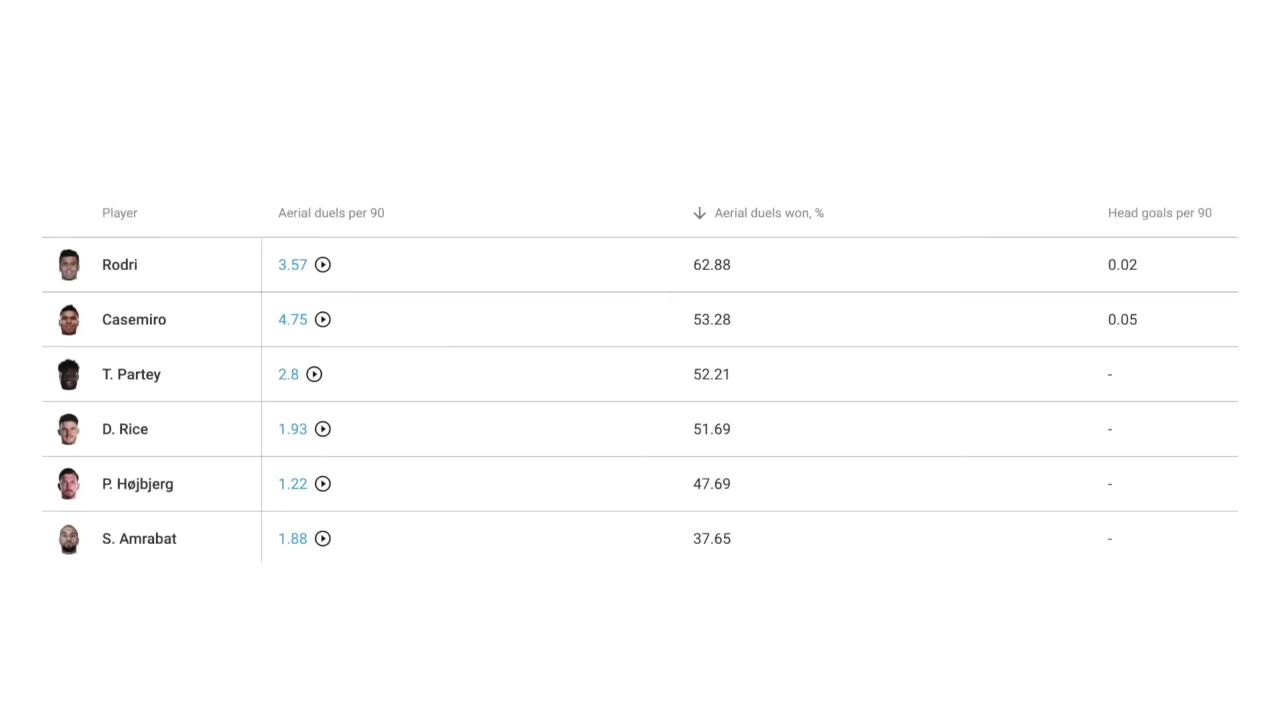 Player Aerial duels per 90 Aerial duels won, % Head goals per 90
Rodri 3.57 62.88 0.02
Casemiro 4.75 53.28 0.05
T. Partey 2.8 52.21 -
D. Rice 1.93 51.69 -
P. Højbjerg 1.22 47.69 -
S. Amrabat 1.88 37.65 -